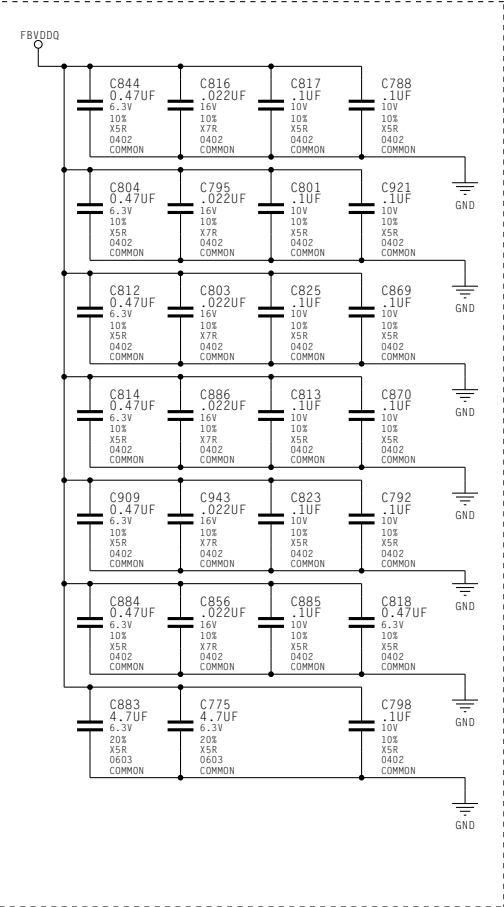 FBVDDQ
C844
0.47UF
6.3V
10%
X5R
0402
COMMON
C816
.022UF
16V
10%
X7R
0402
COMMON
C817
.1UF
10V
10%
X5R
0402
COMMON
C788
.1UF
10V
10%
X5R
0402
COMMON
GND
C804
0.47UF
6.3V
10%
X5R
0402
COMMON
C795
.022UF
16V
10%
X7R
0402
COMMON
C801
.1UF
10V
10%
X5R
0402
COMMON
C921
.1UF
10V
10%
X5R
0402
COMMON
GND
C812
0.47UF
6.3V
10%
X5R
0402
COMMON
C803
.022UF
16V
10%
X7R
0402
COMMON
C825
.1UF
10V
10%
X5R
0402
COMMON
C869
.1UF
10V
10%
X5R
0402
COMMON
GND
C814
0.47UF
6.3V
10%
X5R
0402
COMMON
C886
.022UF
16V
10%
X7R
0402
COMMON
C813
.1UF
10V
10%
X5R
0402
COMMON
C870
.1UF
10V
10%
X5R
0402
COMMON
GND
C909
0.47UF
6.3V
10%
X5R
0402
COMMON
C943
.022UF
16V
10%
X7R
0402
COMMON
C823
.1UF
10V
10%
X5R
0402
COMMON
C792
.1UF
10V
10%
X5R
0402
COMMON
GND
C884
0.47UF
6.3V
10%
X5R
0402
COMMON
C856
.022UF
16V
10%
X7R
0402
COMMON
C885
.1UF
10V
10%
X5R
0402
COMMON
C818
0.47UF
6.3V
10%
X5R
0402
COMMON
GND
C883
4.7UF
6.3V
20%
X5R
0603
COMMON
C775
4.7UF
6.3V
20%
X5R
0603
COMMON
C798
.1UF
10V
10%
X5R
0402
COMMON
GND